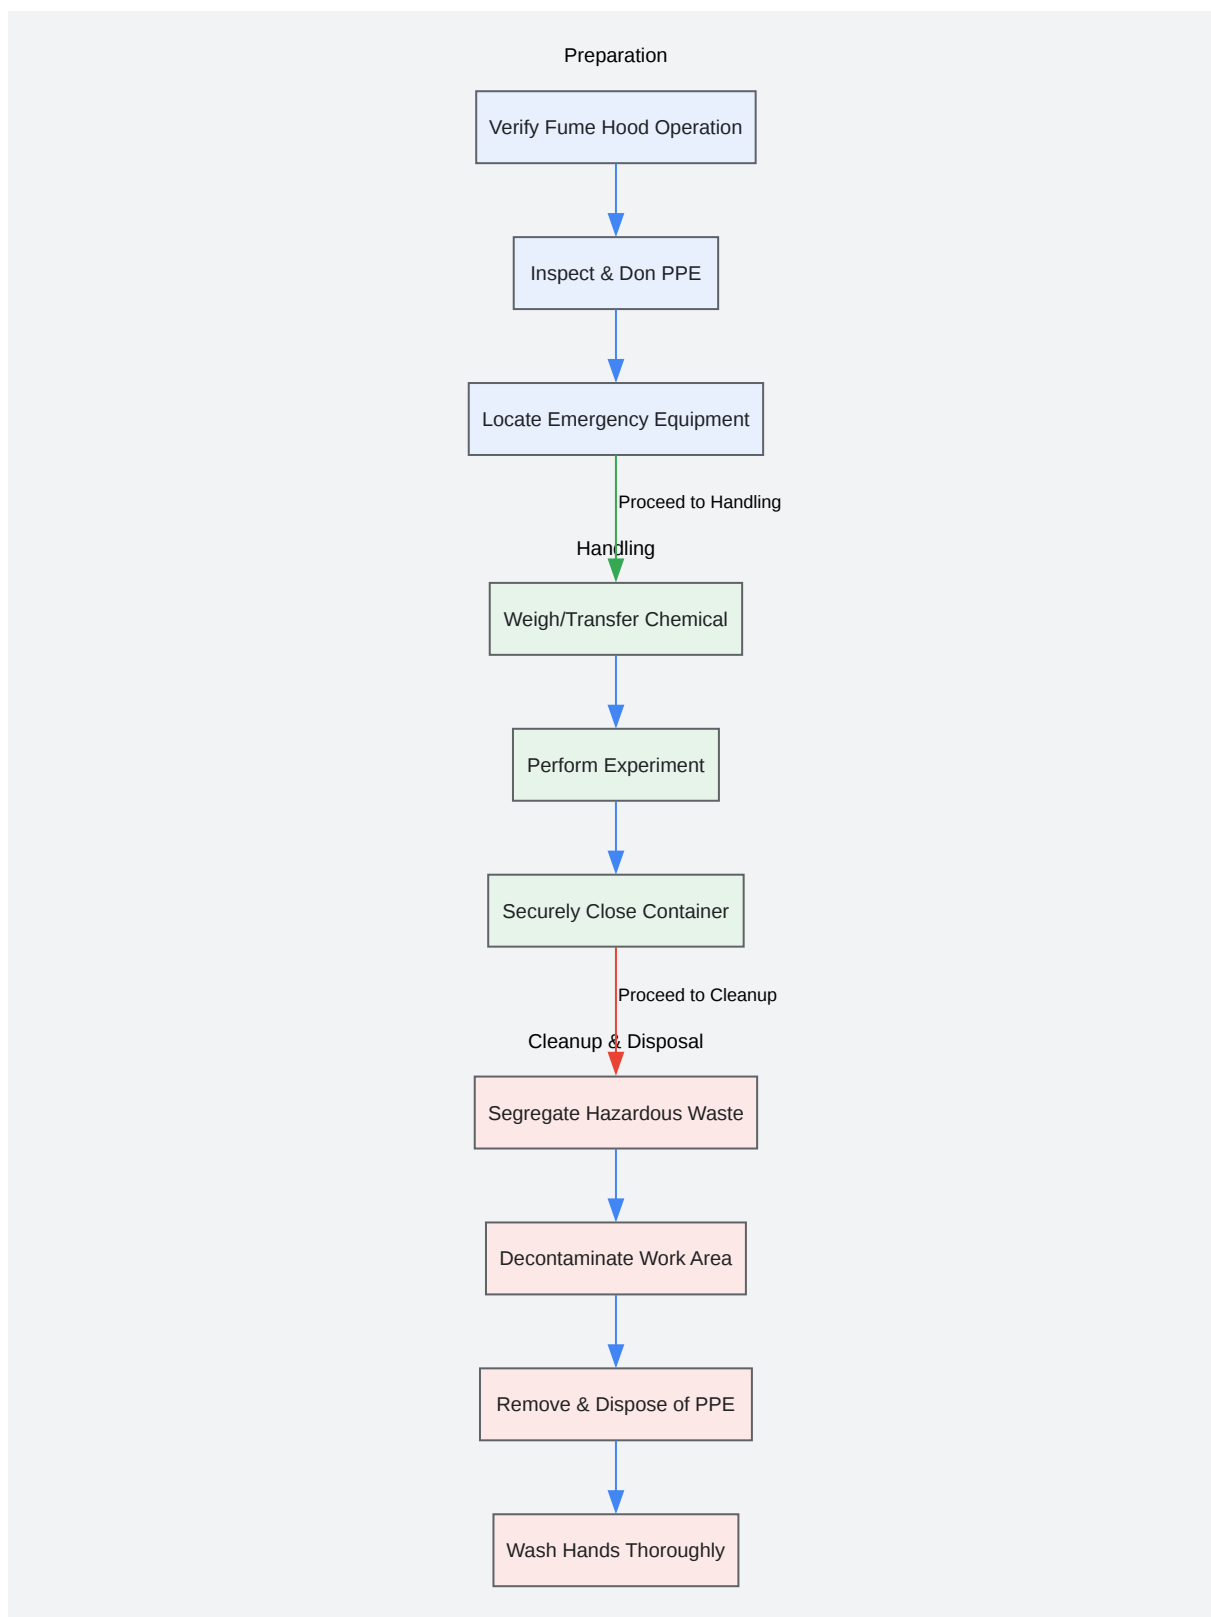 Preparation
Verify Fume Hood Operation
Inspect & Don PPE
Locate Emergency Equipment
Proceed to Handling
Handling
Weigh/Transfer Chemical
Perform Experiment
Securely Close Container
Proceed to Cleanup
Cleanup & Disposal
Segregate Hazardous Waste
Decontaminate Work Area
Remove & Dispose of PPE
Wash Hands Thoroughly